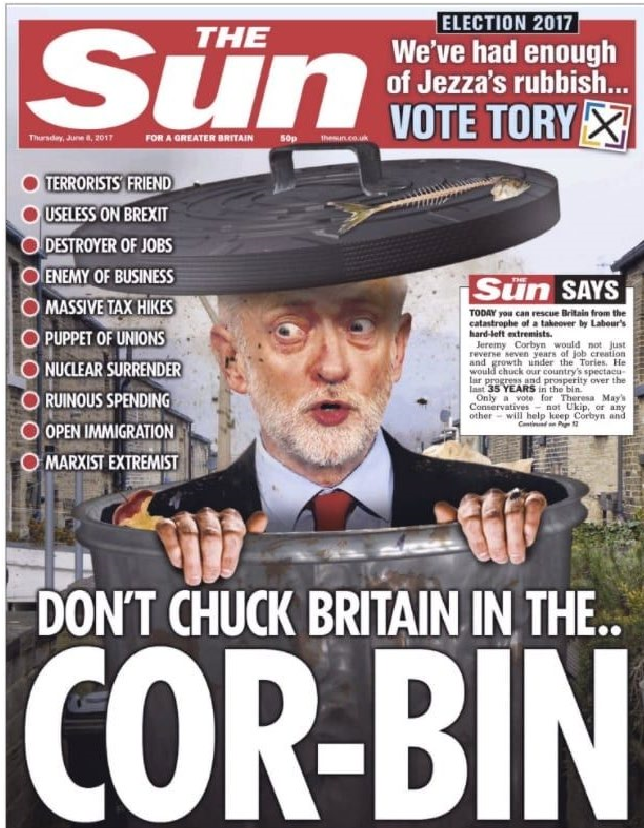 ELECTION 2017
THE
Sun
We've had enough
of Jezza's rubbish...
VOTE TORY
Thursday, June 8, 2017 FOR A GREATER BRITAIN 50p thesun.co.uk
TERRORISTS' FRIEND
USELESS ON BREXIT
DESTROYER OF JOBS
ENEMY OF BUSINESS
MASSIVE TAX HIKES
PUPPET OF UNIONS
NUCLEAR SURRENDER
RUINOUS SPENDING
OPEN IMMIGRATION
MARXIST EXTREMIST
THE
Sun SAYS
TODAY you can rescue Britain from the
catastrophe of a takeover by Labour's
hard-left extremists.
Jeremy Corbyn would not just
reverse seven years of job creation
and growth under the Tories. He
would chuck our country's spectacu-
lar progress and prosperity over the
last 35 YEARS in the bin.
Only a vote for Theresa May's
Conservatives – not Ukip, or any
other – will help keep Corbyn and
Continued on Page 12
DON'T CHUCK BRITAIN IN THE..
COR-BIN